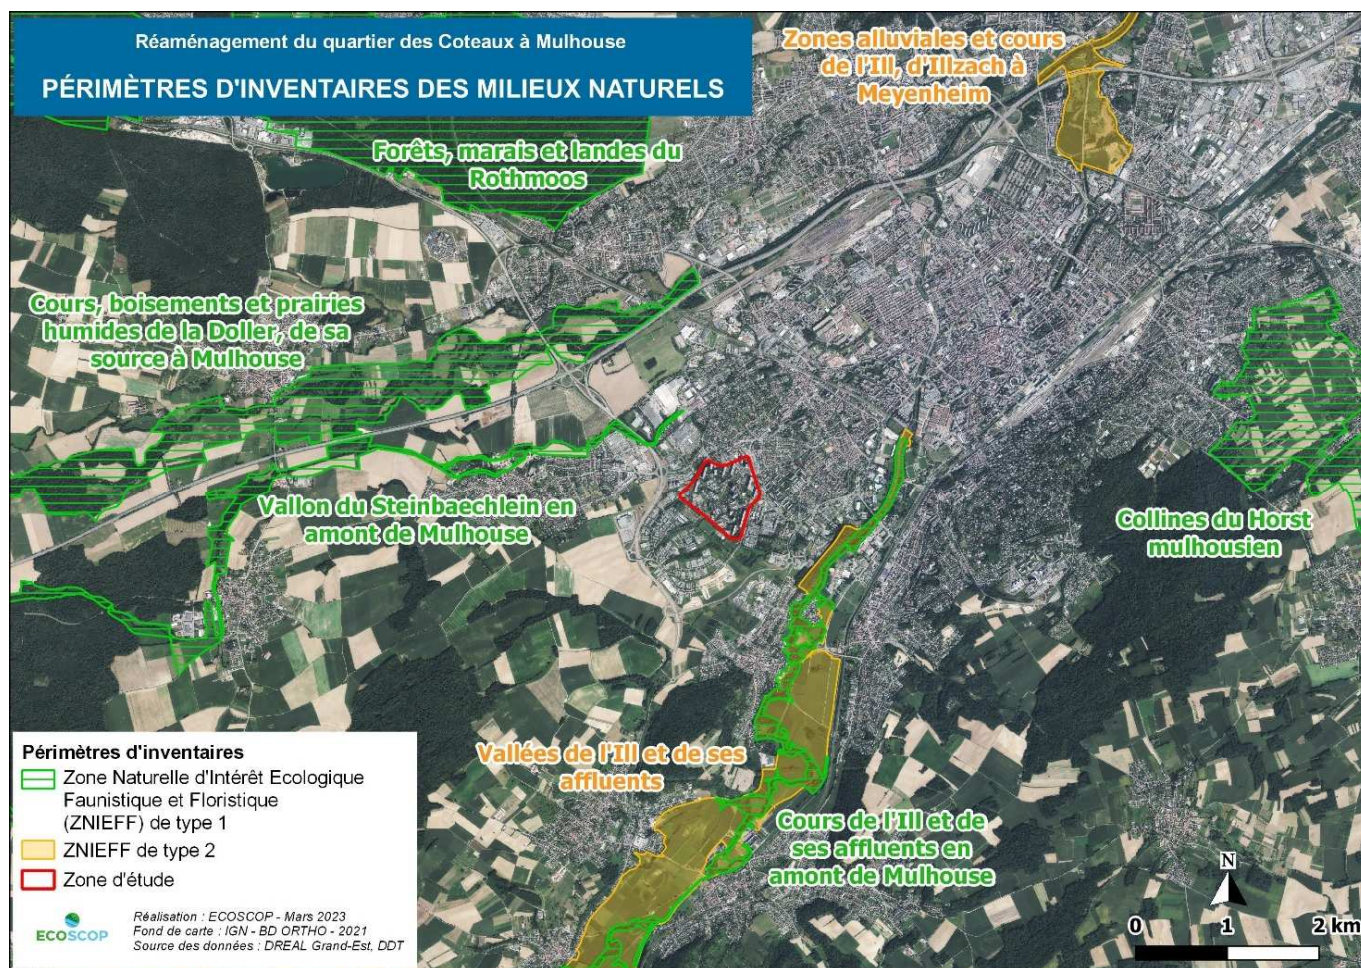 Réaménagement du quartier des Coteaux à Mulhouse
PÉRIMÈTRES D'INVENTAIRES DES MILIEUX NATURELS
Zones alluviales et cours
de l'Ill, d'Illzach à
Meyenheim
Forêts, marais et landes du
Rothmoos
Cours, boisements et prairies
humides de la Doller, de sa
source à Mulhouse
Vallon du Steinbaechlein en
amont de Mulhouse
Collines du Horst
mulhousien
Vallées de l'Ill et de ses
affluents
Cours de l'Ill et de
ses affluents en
amont de Mulhouse
Périmètres d'inventaires
Zone Naturelle d'Intérêt Ecologique
Faunistique et Floristique
(ZNIEFF) de type 1
ZNIEFF de type 2
Zone d'étude
ECOSCOP
Réalisation : ECOSCOP - Mars 2023
Fond de carte : IGN - BD ORTHO - 2021
Source des données : DREAL Grand-Est, DDT
N
0 1 2 km